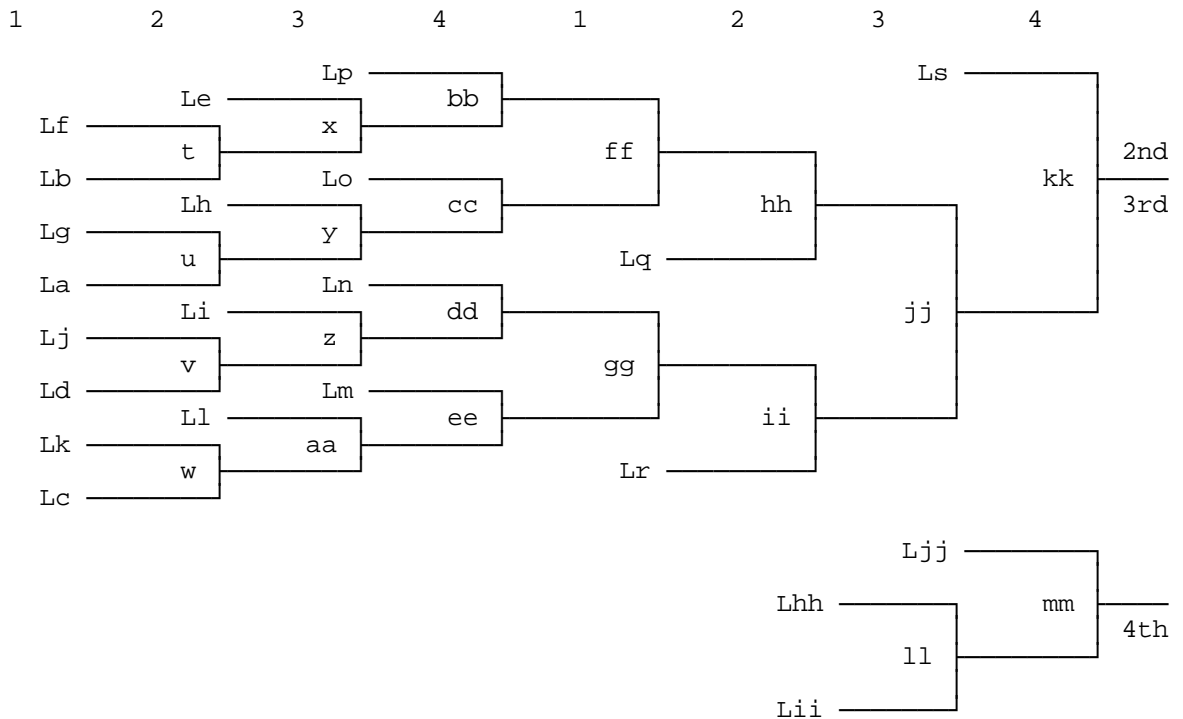 1 2 3 4 1 2 3 4
Lp Ls
Le bb
Lf x
t ff 2nd
Lb Lo kk
Lh cc hh 3rd
Lg y
u Lq
La Ln
Li dd jj
Lj z
v gg
Ld Lm
Ll ee ii
Lk aa
w Lr
Lc
Ljj
Lhh mm
4th
ll
Lii